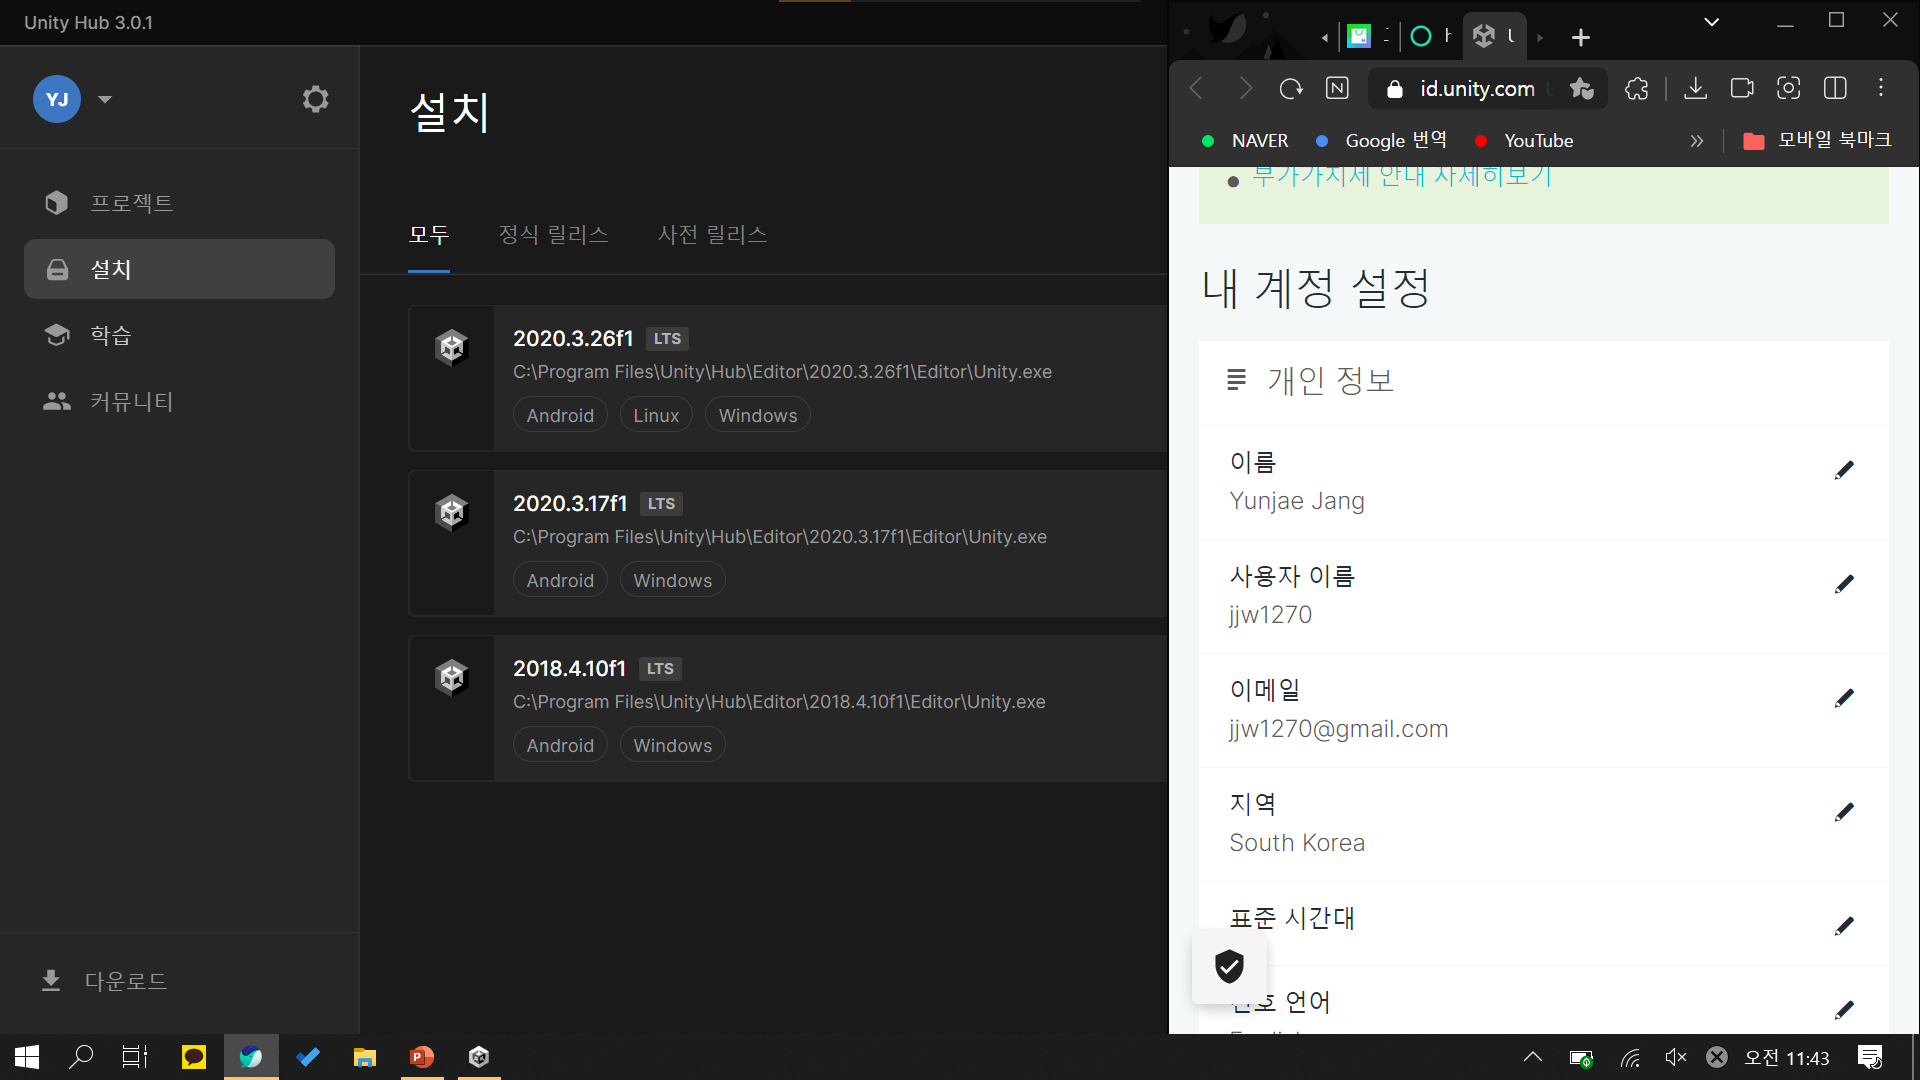 Unity Hub 3.0.1
YJ
프로젝트
설치
학습
커뮤니티
다운로드
설치
모두
정식 릴리스
사전 릴리스
2020.3.26f1 LTS
C:\Program Files\Unity\Hub\Editor\2020.3.26f1\Editor\Unity.exe
Android Linux Windows
2020.3.17f1 LTS
C:\Program Files\Unity\Hub\Editor\2020.3.17f1\Editor\Unity.exe
Android Windows
2018.4.10f1 LTS
C:\Program Files\Unity\Hub\Editor\2018.4.10f1\Editor\Unity.exe
Android Windows
id.unity.com
NAVER Google 번역 YouTube » 모바일 북마크
부가가치세 안내 자세히보기
내 계정 설정
개인 정보
이름
Yunjae Jang
사용자 이름
jjw1270
이메일
jjw1270@gmail.com
지역
South Korea
표준 시간대
언어
오전 11:43